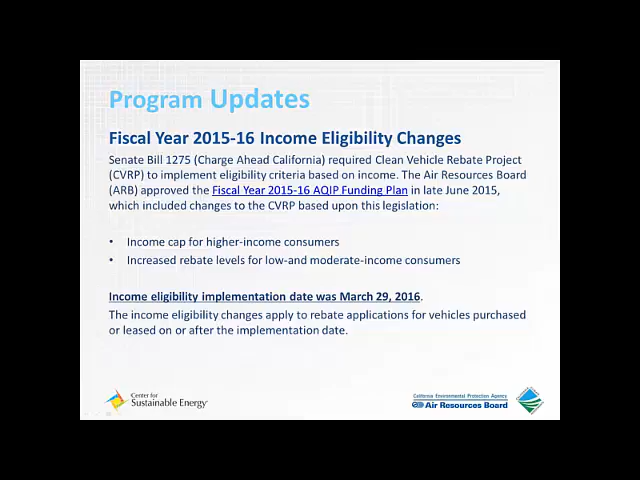 Program Updates
Fiscal Year 2015-16 Income Eligibility Changes
Senate Bill 1275 (Charge Ahead California) required Clean Vehicle Rebate Project
(CVRP) to implement eligibility criteria based on income. The Air Resources Board
(ARB) approved the Fiscal Year 2015-16 AQIP Funding Plan in late June 2015,
which included changes to the CVRP based upon this legislation:
• Income cap for higher-income consumers
• Increased rebate levels for low-and moderate-income consumers
Income eligibility implementation date was March 29, 2016.
The income eligibility changes apply to rebate applications for vehicles purchased
or leased on or after the implementation date.
Center for
Sustainable Energy
California Environmental Protection Agency
Air Resources Board